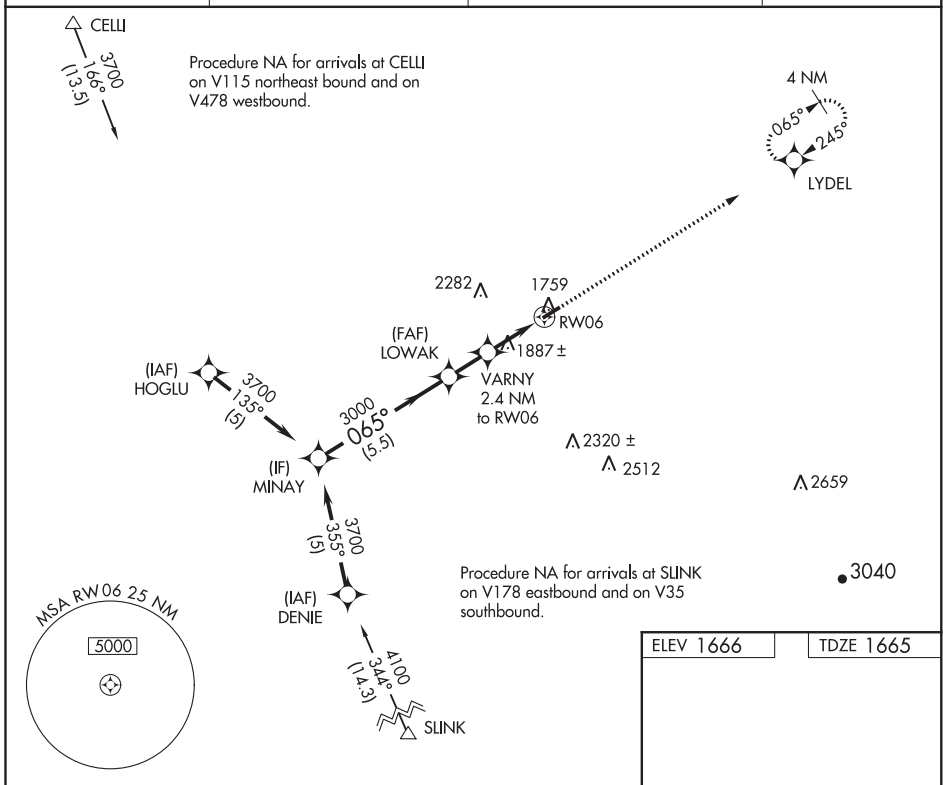 CELLI
3700
166°
(13.5)
Procedure NA for arrivals at CELLI
on V115 northeast bound and on
V478 westbound.
4 NM
065°
245°
LYDEL
2282
1759
RW06
(FAF)
LOWAK
1887 ±
VARNY
2.4 NM
to RW06
(IAF)
HOGLU
3700
135°
(5)
3000
065°
(5.5)
2320 ±
2512
2659
(IF)
MINAY
3700
355°
(5)
(IAF)
DENIE
Procedure NA for arrivals at SLINK
on V178 eastbound and on V35
southbound.
3040
MSA RW06 25 NM
5000
4100
344°
(14.3)
SLINK
ELEV 1666
TDZE 1665